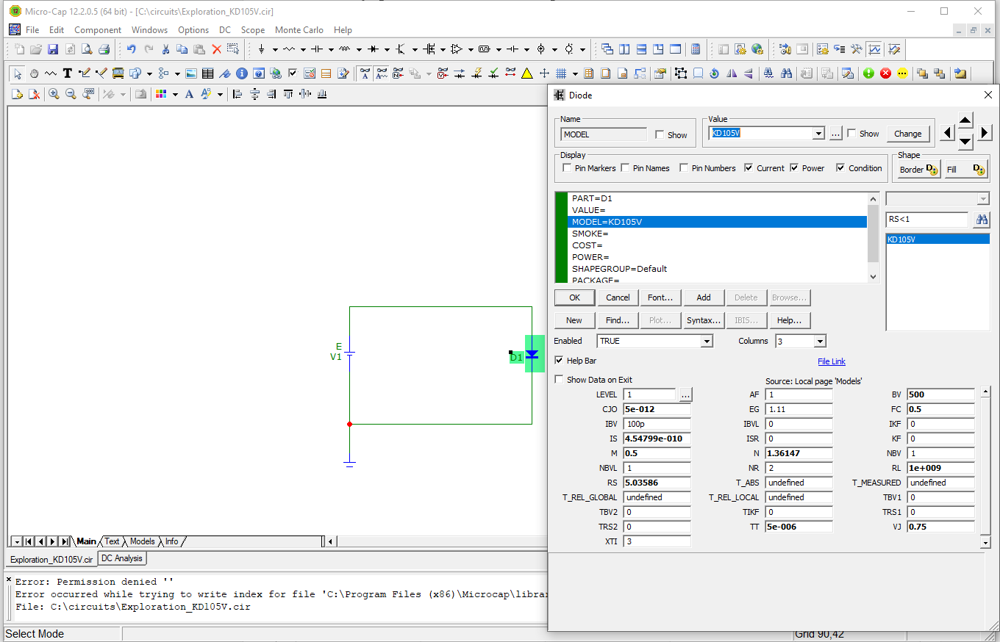 Micro-Cap 12.2.0.5 (64 bit) - [C:\circuits\Exploration_KD105V.cir]
File Edit Component Windows Options DC Scope Monte Carlo Help
Diode
Name
MODEL
Show
Value
KD105V
...
Show
Change
Display
Pin Markers Pin Names Pin Numbers Current Power Condition
Shape
Border
Fill
PART=D1
VALUE=
MODEL=KD105V
SMOKE=
COST=
POWER=
SHAPEGROUP=Default
PACKAGE=
RS<1
KD105V
OK Cancel Font... Add Delete Browse...
New Find... Plot... Syntax... IBIS... Help...
Enabled TRUE Columns 3
Help Bar File Link
Show Data on Exit Source: Local page 'Models'
LEVEL 1 ... AF 1 BV 500
CJO 5e-012 EG 1.11 FC 0.5
IBV 100p IBVL 0 IKF 0
IS 4.54799e-010 ISR 0 KF 0
M 0.5 N 1.36147 NBV 1
NBVL 1 NR 2 RL 1e+009
RS 5.03586 T_ABS undefined T_MEASURED undefined
T_REL_GLOBAL undefined T_REL_LOCAL undefined TBV1 0
TBV2 0 TIKF 0 TRS1 0
TRS2 0 TT 5e-006 VJ 0.75
XTI 3
E
V1
D1
Main Text Models Info
Exploration_KD105V.cir DC Analysis
Error: Permission denied ''
Error occurred while trying to write index for file 'C:\Program Files (x86)\Microcap\librar
File: C:\circuits\Exploration_KD105V.cir
Select Mode
Grid 90,42